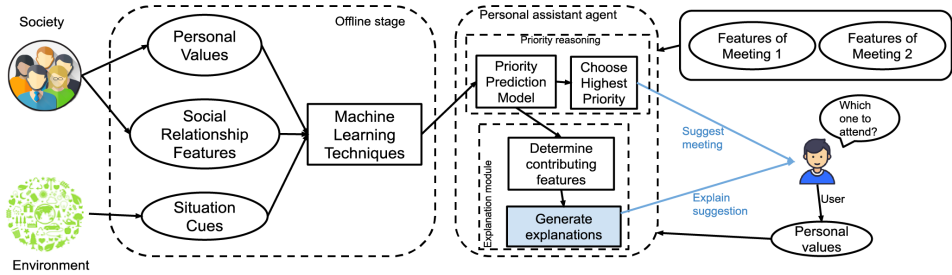 Society
Personal
Values
Social
Relationship
Features
Situation
Cues
Environment
Offline stage
Machine
Learning
Techniques
Personal assistant agent
Priority reasoning
Priority
Prediction
Model
Choose
Highest
Priority
Explanation module
Determine
contributing
features
Generate
explanations
Features of
Meeting 1
Features of
Meeting 2
Suggest
meeting
Explain
suggestion
Which
one to
attend?
User
Personal
values